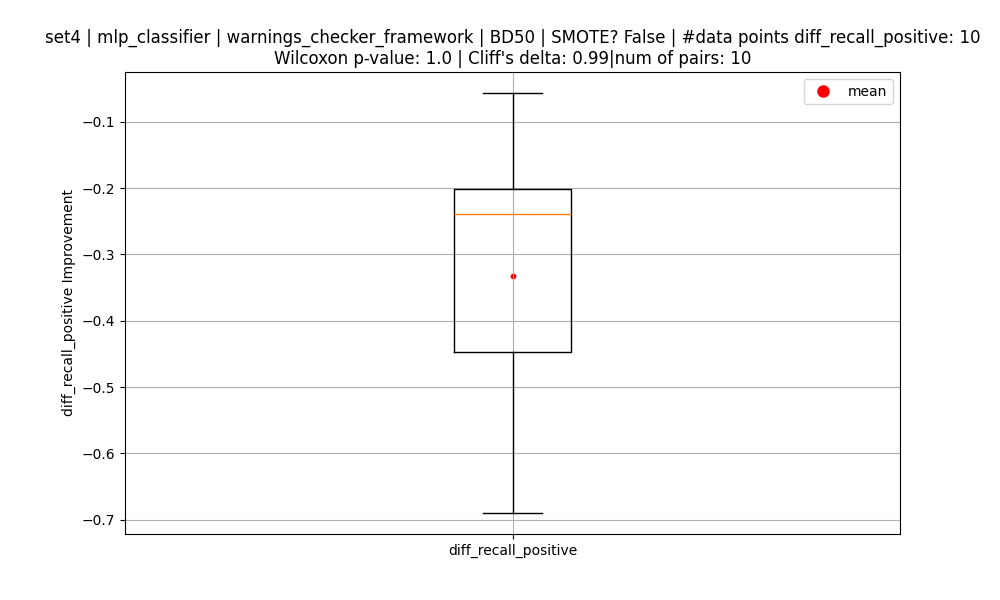 set4 | mlp_classifier | warnings_checker_framework | BD50 | SMOTE? False | #data points diff_recall_positive: 10
Wilcoxon p-value: 1.0 | Cliff's delta: 0.99|num of pairs: 10
mean
−0.1
−0.2
−0.3
−0.4
−0.5
−0.6
−0.7
diff_recall_positive Improvement
diff_recall_positive